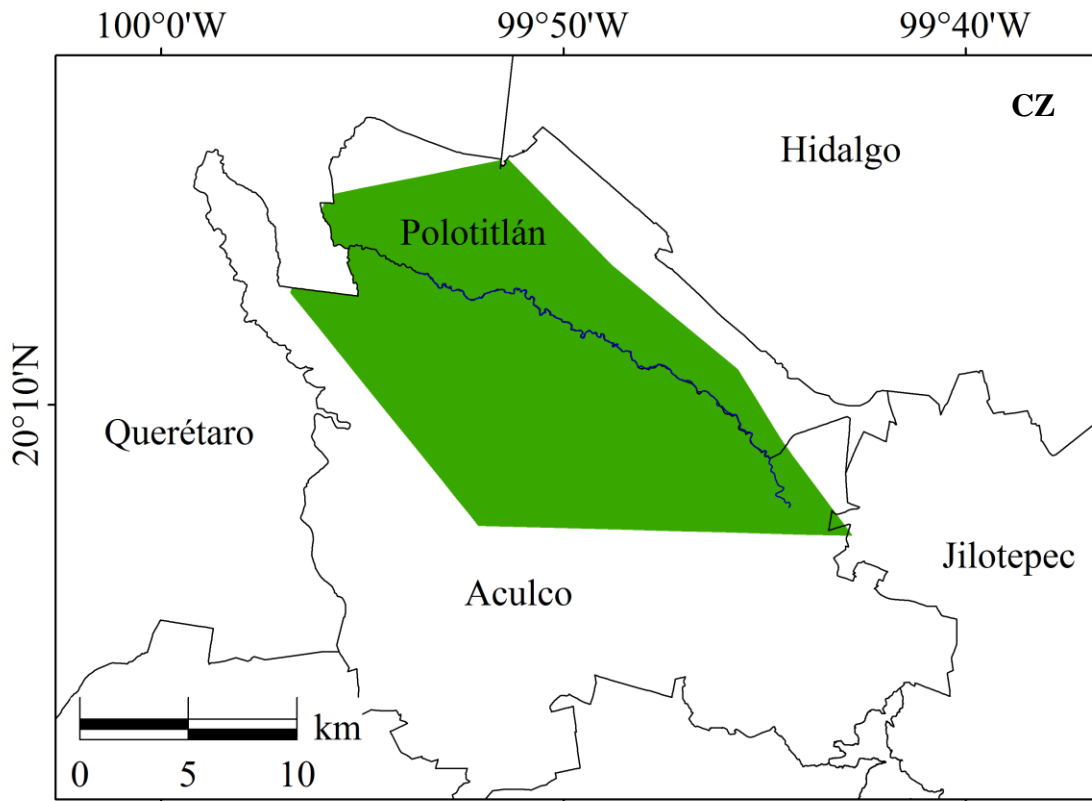 100°0'W 99°50'W 99°40'W
CZ
Hidalgo
Polotitlán
20°10'N
Querétaro
Jilotepec
Aculco
km
0 5 10